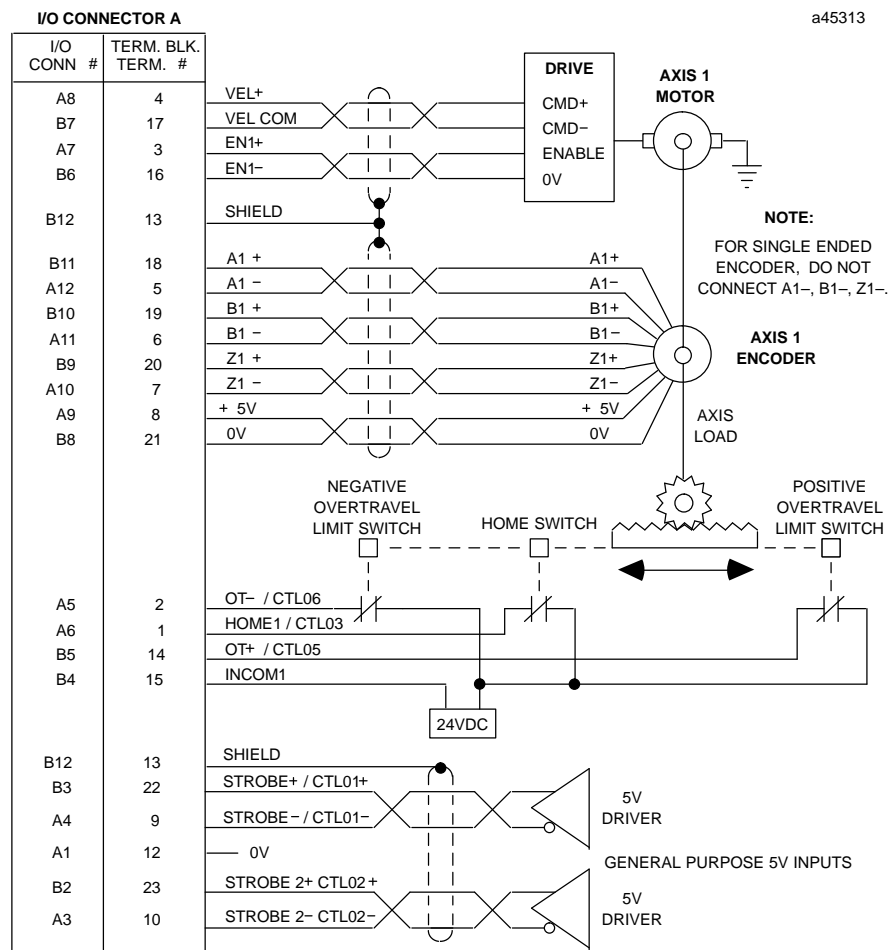 I/O CONNECTOR A
a45313
I/O CONN #
TERM. BLK. TERM. #
A8 4 VEL+
B7 17 VEL COM
A7 3 EN1+
B6 16 EN1−
DRIVE
CMD+
CMD−
ENABLE
0V
AXIS 1
MOTOR
B12 13 SHIELD
NOTE:
FOR SINGLE ENDED
ENCODER, DO NOT
CONNECT A1−, B1−, Z1−.
B11 18 A1 + A1+
A12 5 A1 − A1−
B10 19 B1 + B1+
A11 6 B1 − B1−
B9 20 Z1 + Z1+
A10 7 Z1 − Z1−
A9 8 + 5V + 5V
B8 21 0V 0V
AXIS 1
ENCODER
AXIS
LOAD
NEGATIVE
OVERTRAVEL
LIMIT SWITCH
HOME SWITCH
POSITIVE
OVERTRAVEL
LIMIT SWITCH
A5 2 OT− / CTL06
A6 1 HOME1 / CTL03
B5 14 OT+ / CTL05
B4 15 INCOM1
24VDC
B12 13 SHIELD
B3 22 STROBE+ / CTL01+
A4 9 STROBE− / CTL01−
5V
DRIVER
A1 12 0V
GENERAL PURPOSE 5V INPUTS
B2 23 STROBE 2+ CTL02+
A3 10 STROBE 2− CTL02−
5V
DRIVER